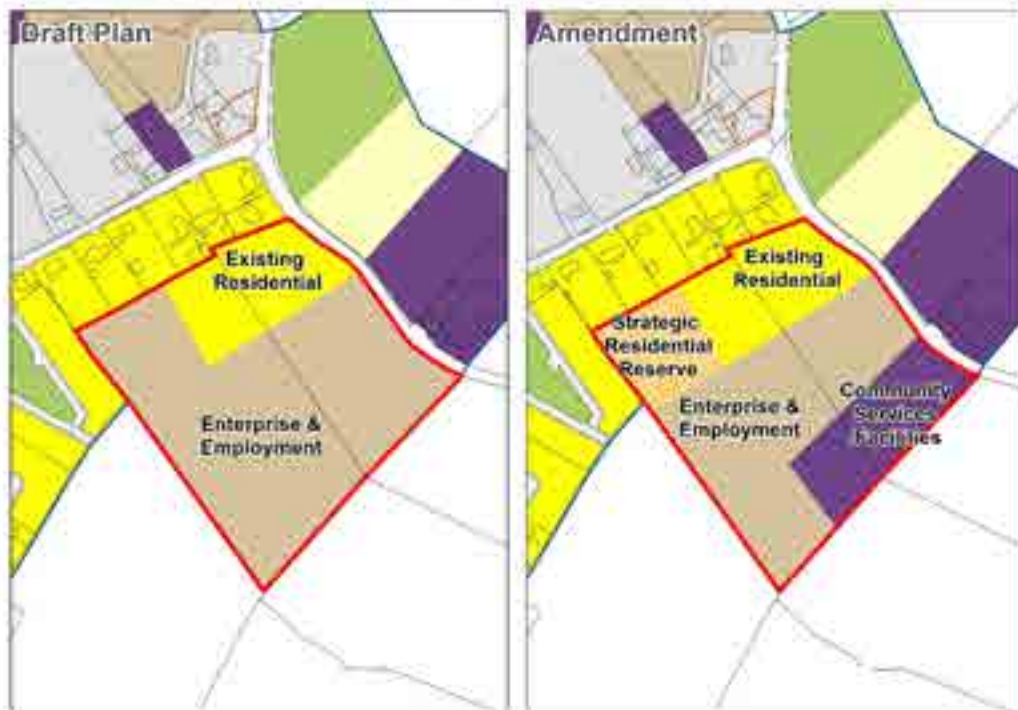 Draft Plan
Existing
Residential
Enterprise &
Employment
Amendment
Existing
Residential
Strategic
Residential
Reserve
Enterprise &
Employment
Community
Services
Facilities